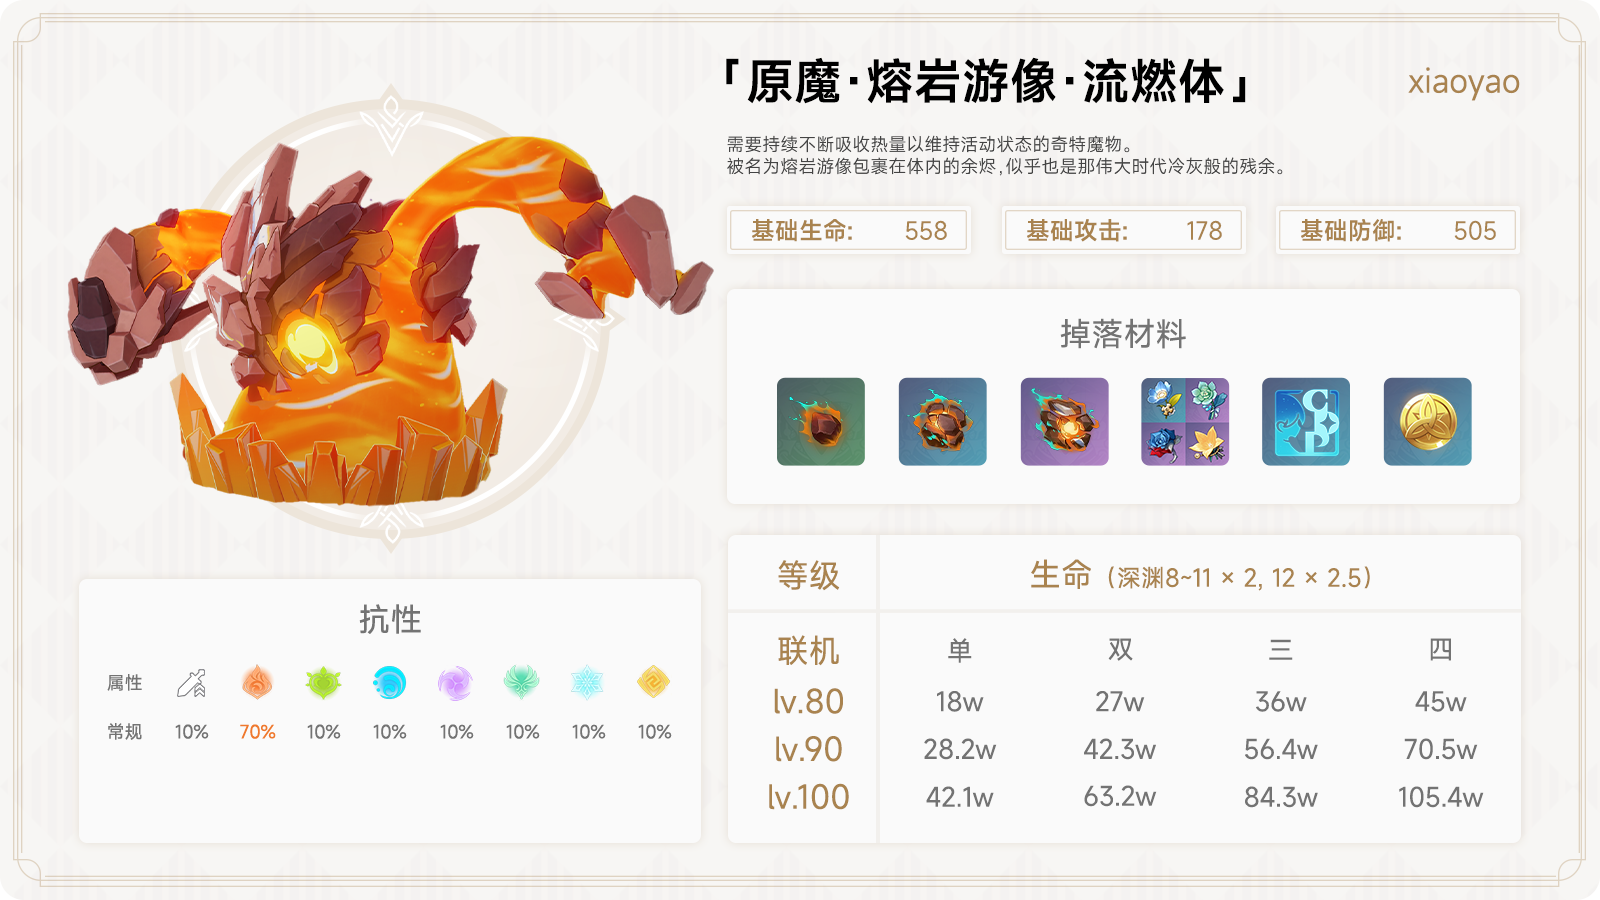 「原魔·熔岩游像·流燃体」
xiaoyao
需要持续不断吸收热量以维持活动状态的奇特魔物。
被名为熔岩游像包裹在体内的余烬,似乎也是那伟大时代冷灰般的残余。
基础生命: 558
基础攻击: 178
基础防御: 505
掉落材料
抗性
属性
常规 10% 70% 10% 10% 10% 10% 10% 10%
等级 生命 (深渊8~11 × 2, 12 × 2.5)
联机 单 双 三 四
lv.80 18w 27w 36w 45w
lv.90 28.2w 42.3w 56.4w 70.5w
lv.100 42.1w 63.2w 84.3w 105.4w